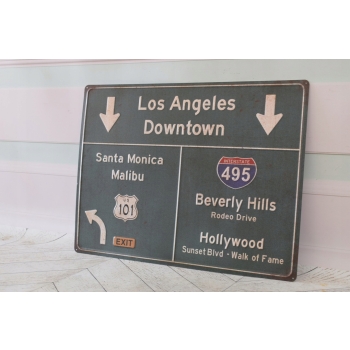 Los Angeles
Downtown
Santa Monica
Malibu
US
101
EXIT
INTERSTATE
495
Beverly Hills
Rodeo Drive
Hollywood
Sunset Blvd - Walk of Fame